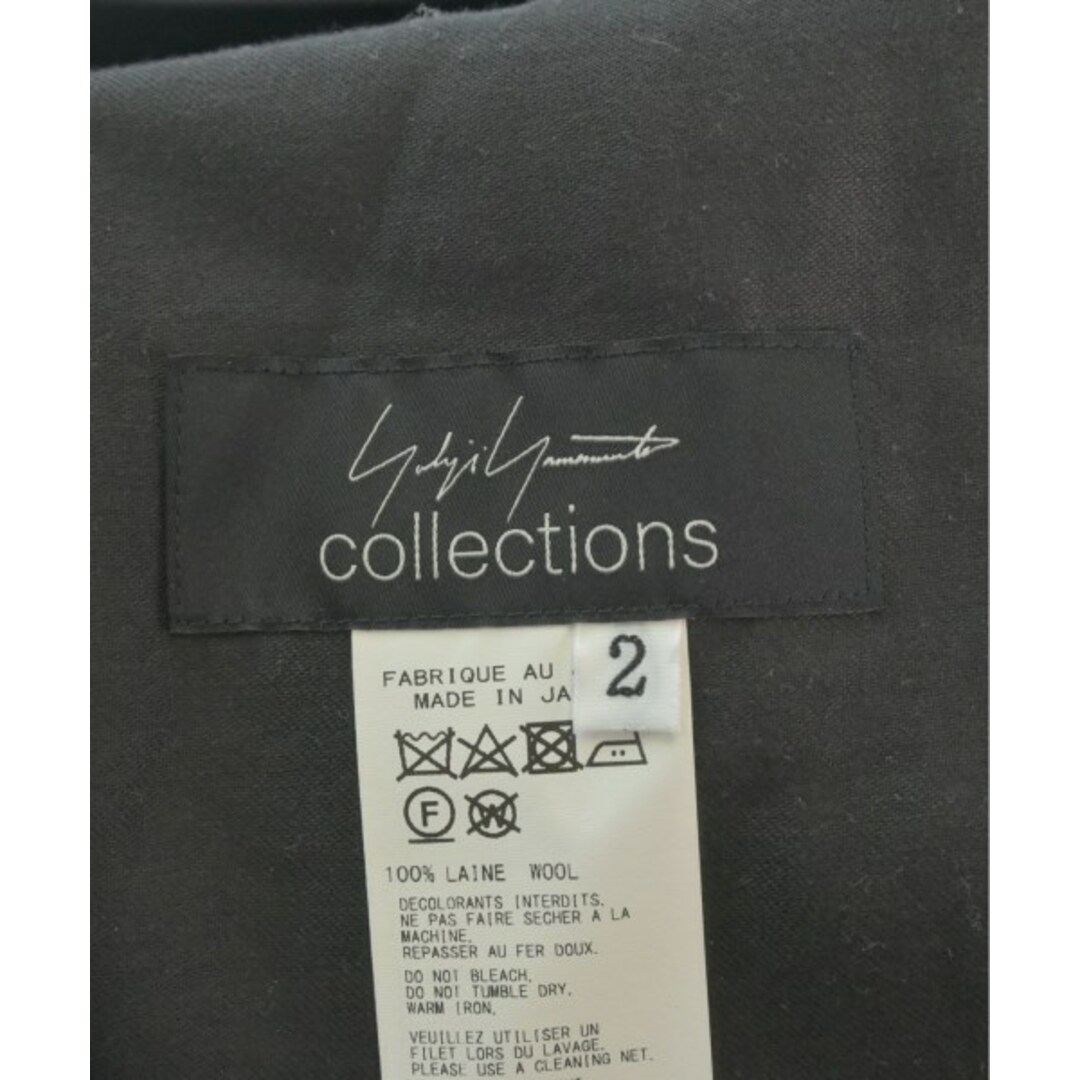 Yohji Yamamoto
collections
2
FABRIQUE AU
MADE IN JA
F
W
100% LAINE WOOL
DECOLORANTS INTERDITS.
NE PAS FAIRE SECHER A LA
MACHINE.
REPASSER AU FER DOUX.
DO NOT BLEACH.
DO NOT TUMBLE DRY.
WARM IRON.
VEUILLEZ UTILISER UN
FILET LORS DU LAVAGE.
PLEASE USE A CLEANING NET.